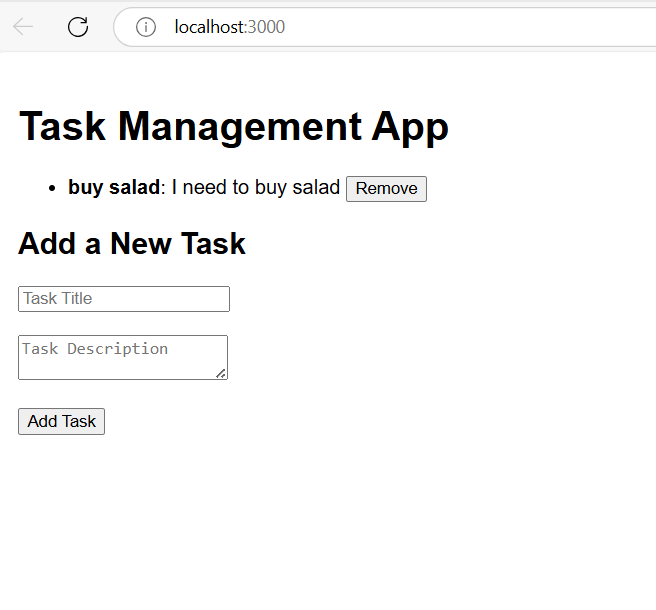 localhost:3000
Task Management App
buy salad: I need to buy salad Remove
Add a New Task
Task Title
Task Description
Add Task